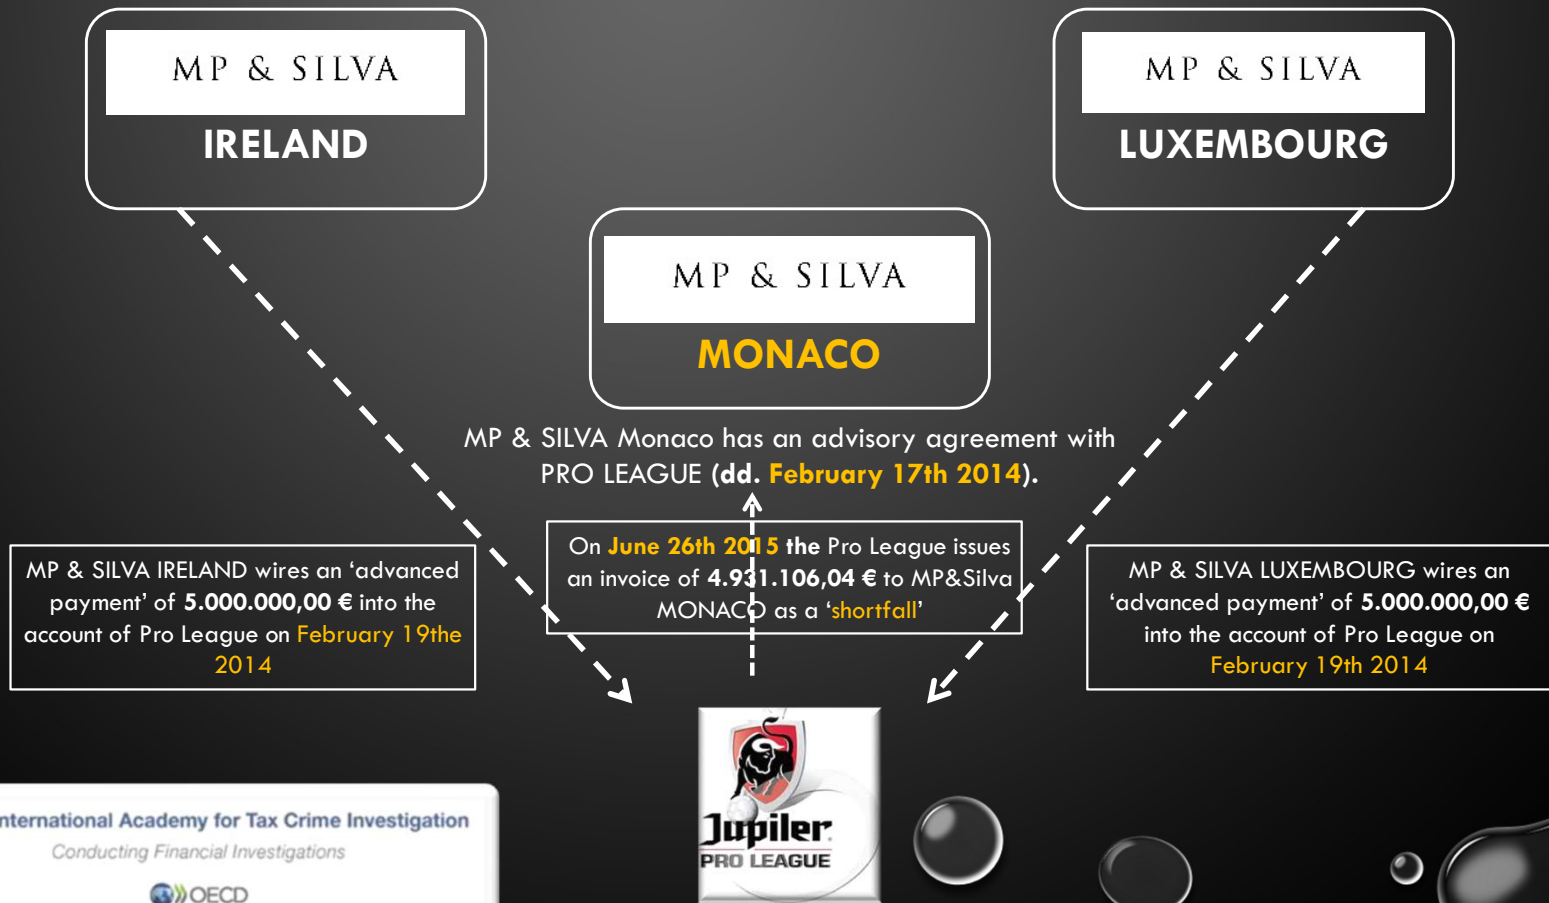 MP & SILVA
IRELAND
MP & SILVA
LUXEMBOURG
MP & SILVA
MONACO
MP & SILVA Monaco has an advisory agreement with
PRO LEAGUE (dd. February 17th 2014).
MP & SILVA IRELAND wires an ‘advanced
payment’ of 5.000.000,00 € into the
account of Pro League on February 19the
2014
On June 26th 2015 the Pro League issues
an invoice of 4.931.106,04 € to MP&Silva
MONACO as a ‘shortfall’
MP & SILVA LUXEMBOURG wires an
‘advanced payment’ of 5.000.000,00 €
into the account of Pro League on
February 19th 2014
Jupiler
PRO LEAGUE
nternational Academy for Tax Crime Investigation
Conducting Financial Investigations
OECD